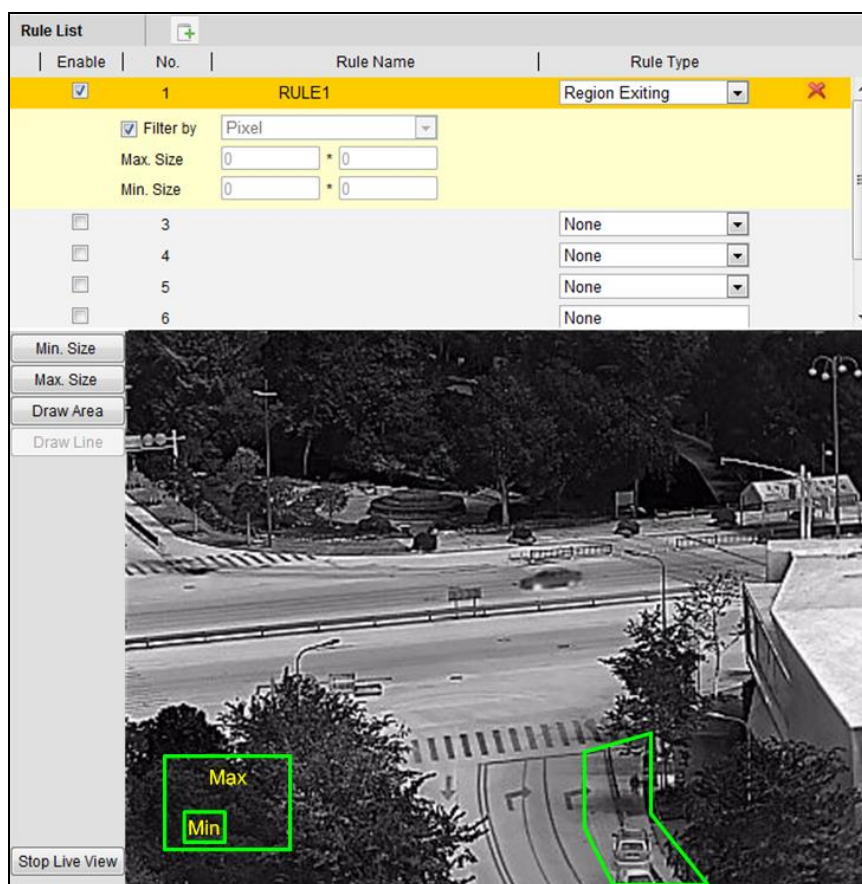 Rule List
Enable No. Rule Name Rule Type
1 RULE1 Region Exiting
Filter by Pixel
Max. Size 0 * 0
Min. Size 0 * 0
3 None
4 None
5 None
6 None
Min. Size
Max. Size
Draw Area
Draw Line
Max
Min
Stop Live View